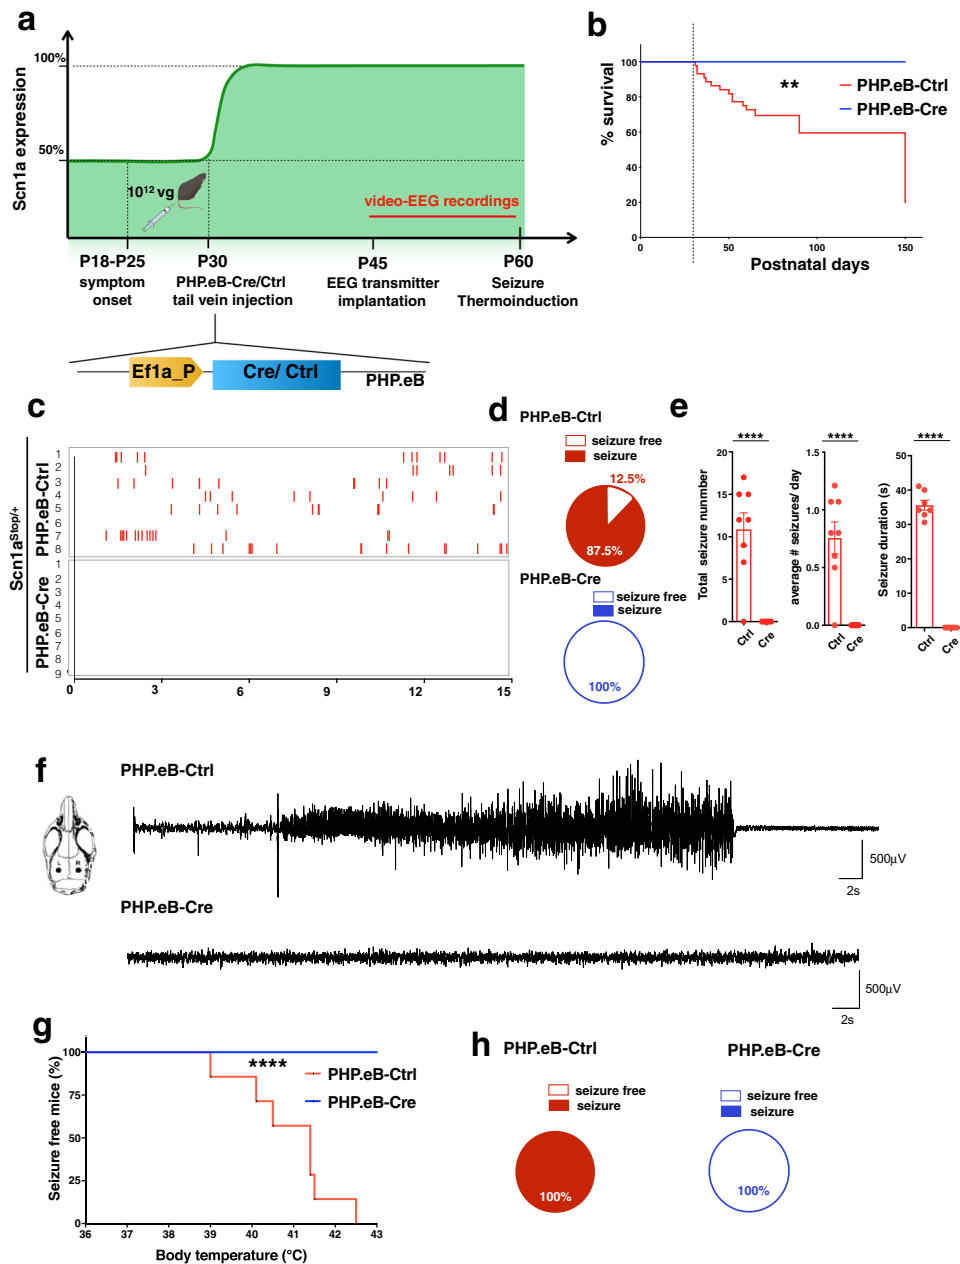 a
Scn1a expression
100%
50%
10¹² vg
video-EEG recordings
P18-P25
symptom
onset
P30
PHP.eB-Cre/Ctrl
tail vein injection
P45
EEG transmitter
implantation
P60
Seizure
Thermoinduction
Ef1a_P
Cre/ Ctrl
PHP.eB
b
% survival
100
80
60
40
20
0
0
50
100
150
Postnatal days
**
PHP.eB-Ctrl
PHP.eB-Cre
c
Scn1aStop/+
PHP.eB-Ctrl
1
2
3
4
5
6
7
8
PHP.eB-Cre
1
2
3
4
5
6
7
8
9
0
3
6
9
12
15
d
PHP.eB-Ctrl
seizure free
seizure
12.5%
87.5%
PHP.eB-Cre
seizure free
seizure
100%
e
****
Total seizure nunmber
20
15
10
5
0
Ctrl
Cre
****
average # seizures/ day
1.5
1.0
0.5
0.0
Ctrl
Cre
****
Seizure duration (s)
50
40
30
20
10
0
Ctrl
Cre
f
PHP.eB-Ctrl
L R
500µV
2s
PHP.eB-Cre
500µV
2s
g
Seizure free mice (%)
100
75
50
25
0
36
37
38
39
40
41
42
43
Body temperature (°C)
****
PHP.eB-Ctrl
PHP.eB-Cre
h
PHP.eB-Ctrl
seizure free
seizure
100%
PHP.eB-Cre
seizure free
seizure
100%